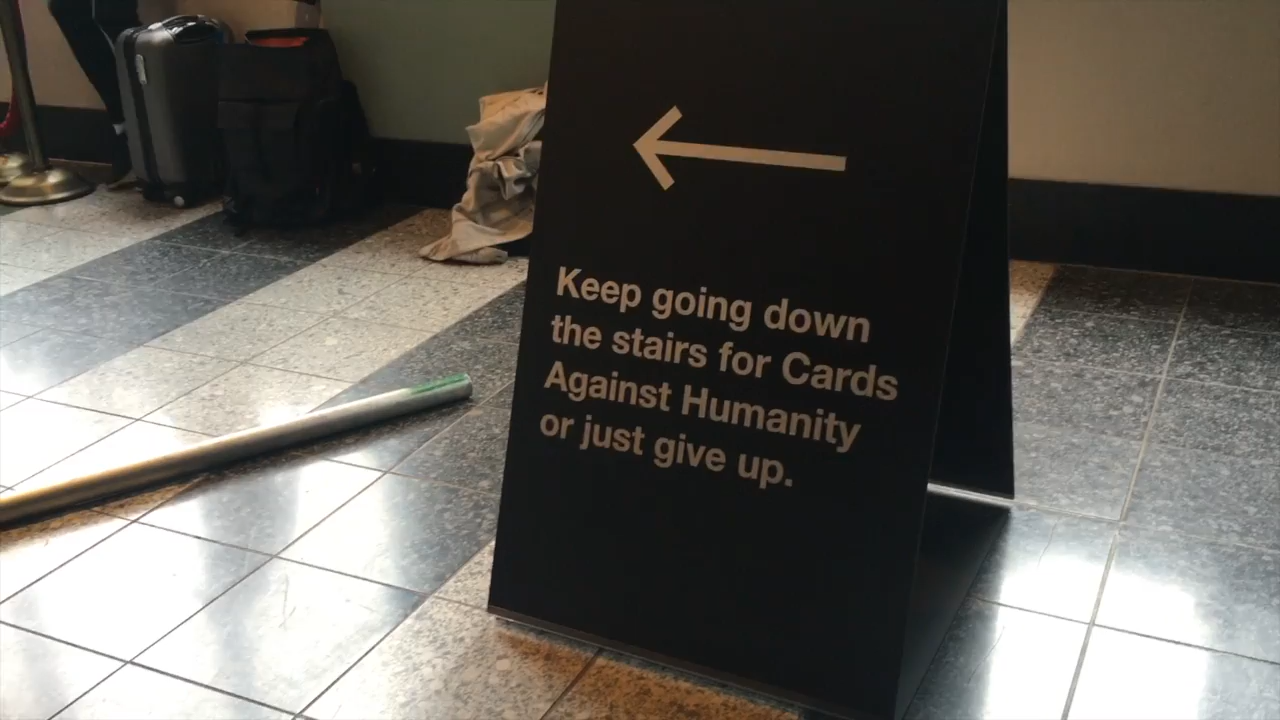 Keep going down
the stairs for Cards
Against Humanity
or just give up.